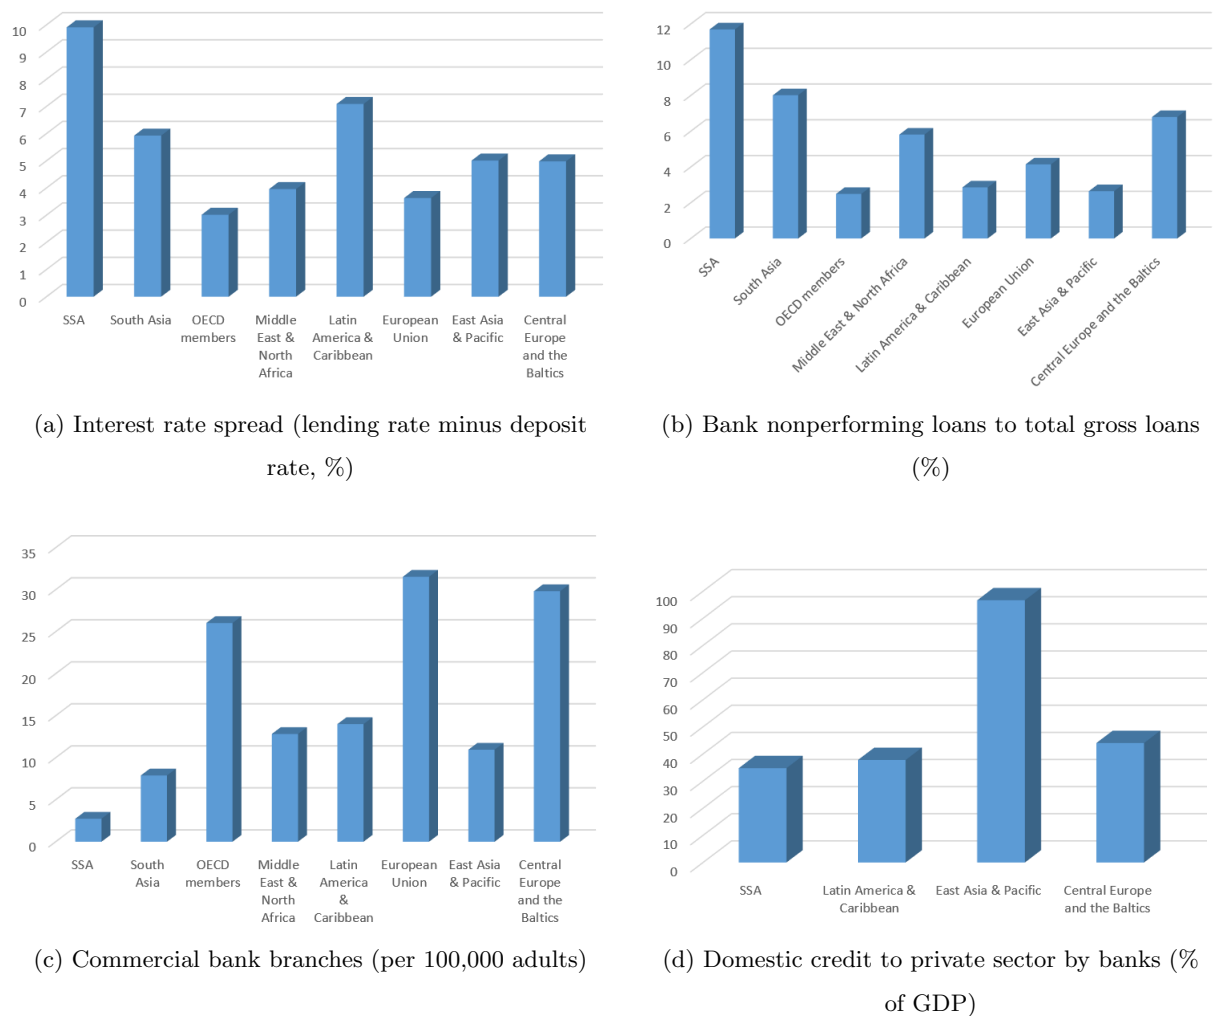 10
9
8
7
6
5
4
3
2
1
0
SSA
South Asia
OECD
members
Middle
East &
North
Africa
Latin
America &
Caribbean
European
Union
East Asia
& Pacific
Central
Europe
and the
Baltics
(a) Interest rate spread (lending rate minus deposit
rate, %)
12
10
8
6
4
2
0
SSA
South Asia
OECD members
Middle East & North Africa
Latin America & Caribbean
European Union
East Asia & Pacific
Central Europe and the Baltics
(b) Bank nonperforming loans to total gross loans
(%)
35
30
25
20
15
10
5
0
SSA
South
Asia
OECD
members
Middle
East &
North
Africa
Latin
America
&
Caribbean
European
Union
East Asia
& Pacific
Central
Europe
and the
Baltics
(c) Commercial bank branches (per 100,000 adults)
100
90
80
70
60
50
40
30
20
10
0
SSA
Latin America &
Caribbean
East Asia & Pacific
Central Europe
and the Baltics
(d) Domestic credit to private sector by banks (%
of GDP)